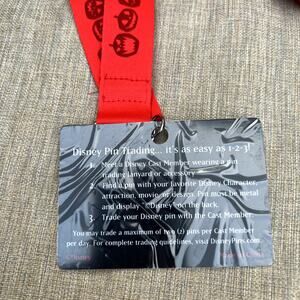 Disney Pin Trading... it's as easy as 1-2-3!
1. Meet a Disney Cast Member wearing a pin
trading lanyard or accessory
2. Find a pin with your favorite Disney Character,
attraction, movie or design. Pin must be metal
and display ©Disney on the back.
3. Trade your Disney pin with the Cast Member.
You may trade a maximum of two (2) pins per Cast Member
per day. For complete trading guidelines, visit DisneyPins.com.
©Disney